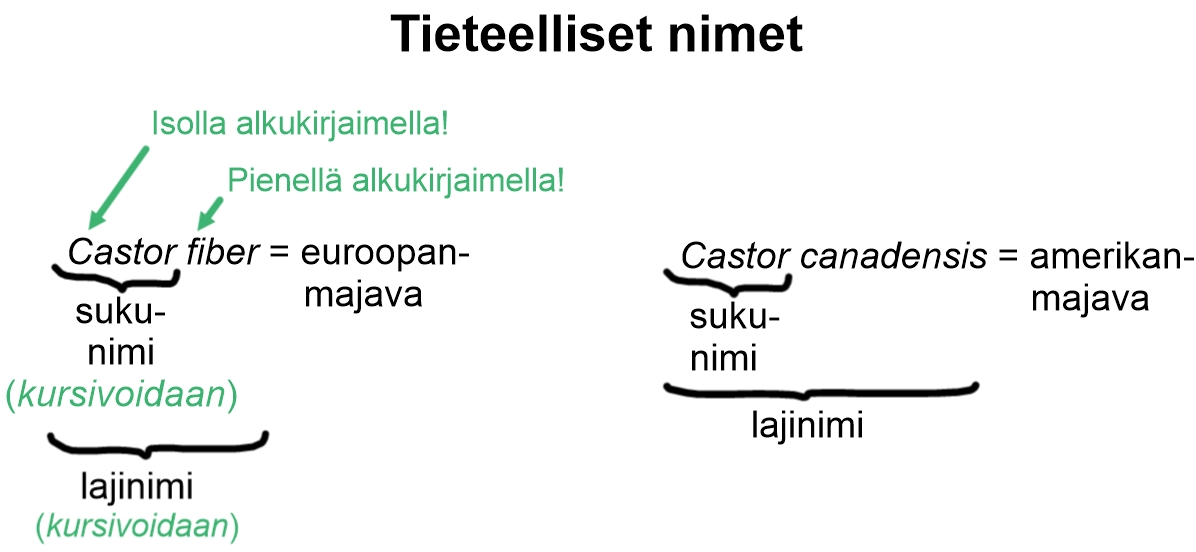 Tieteelliset nimet
Isolla alkukirjaimella!
Pienellä alkukirjaimella!
Castor fiber = euroopan-
majava
suku-
nimi
(kursivoidaan)
lajinimi
(kursivoidaan)
Castor canadensis = amerikan-
majava
suku-
nimi
lajinimi